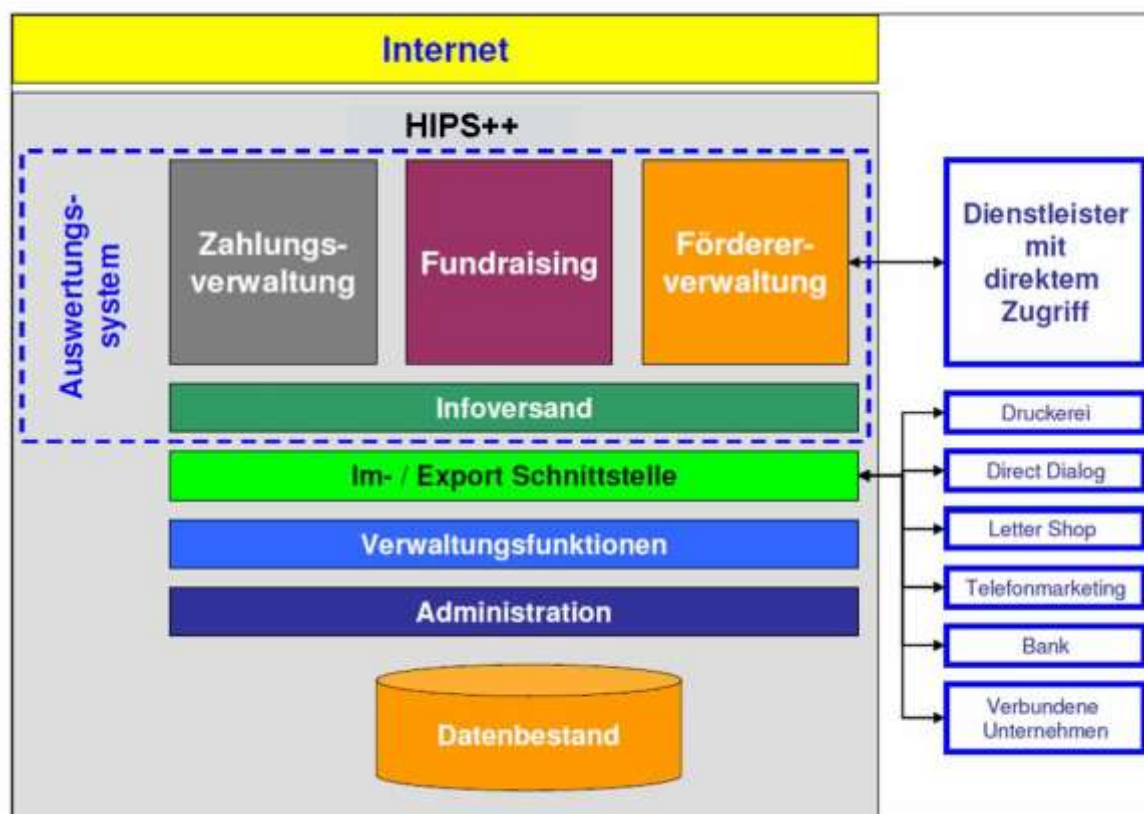 Internet
HIPS++
Auswertungs-
system
Zahlungs-
verwaltung
Fundraising
Förderer-
verwaltung
Dienstleister
mit
direktem
Zugriff
Infoversand
Druckerei
Im- / Export Schnittstelle
Direct Dialog
Letter Shop
Verwaltungsfunktionen
Telefonmarketing
Administration
Bank
Datenbestand
Verbundene
Unternehmen